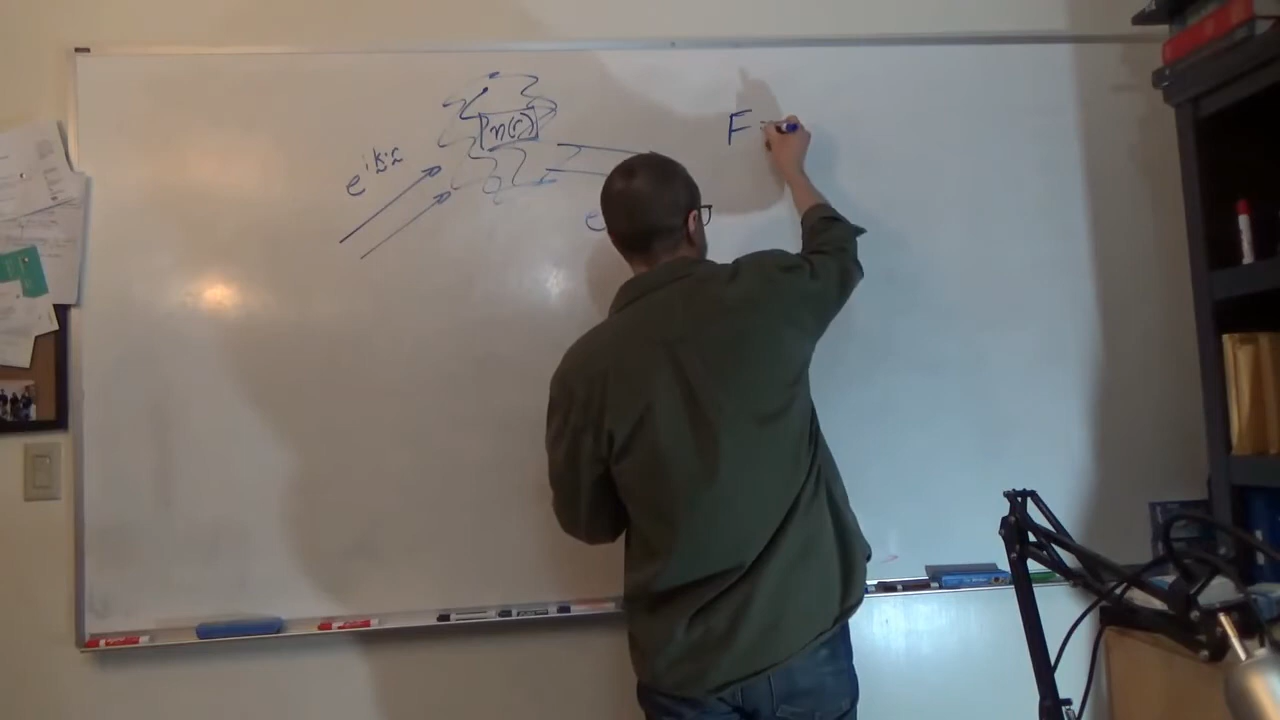 n(r)
e^{ik·r}
F =
e